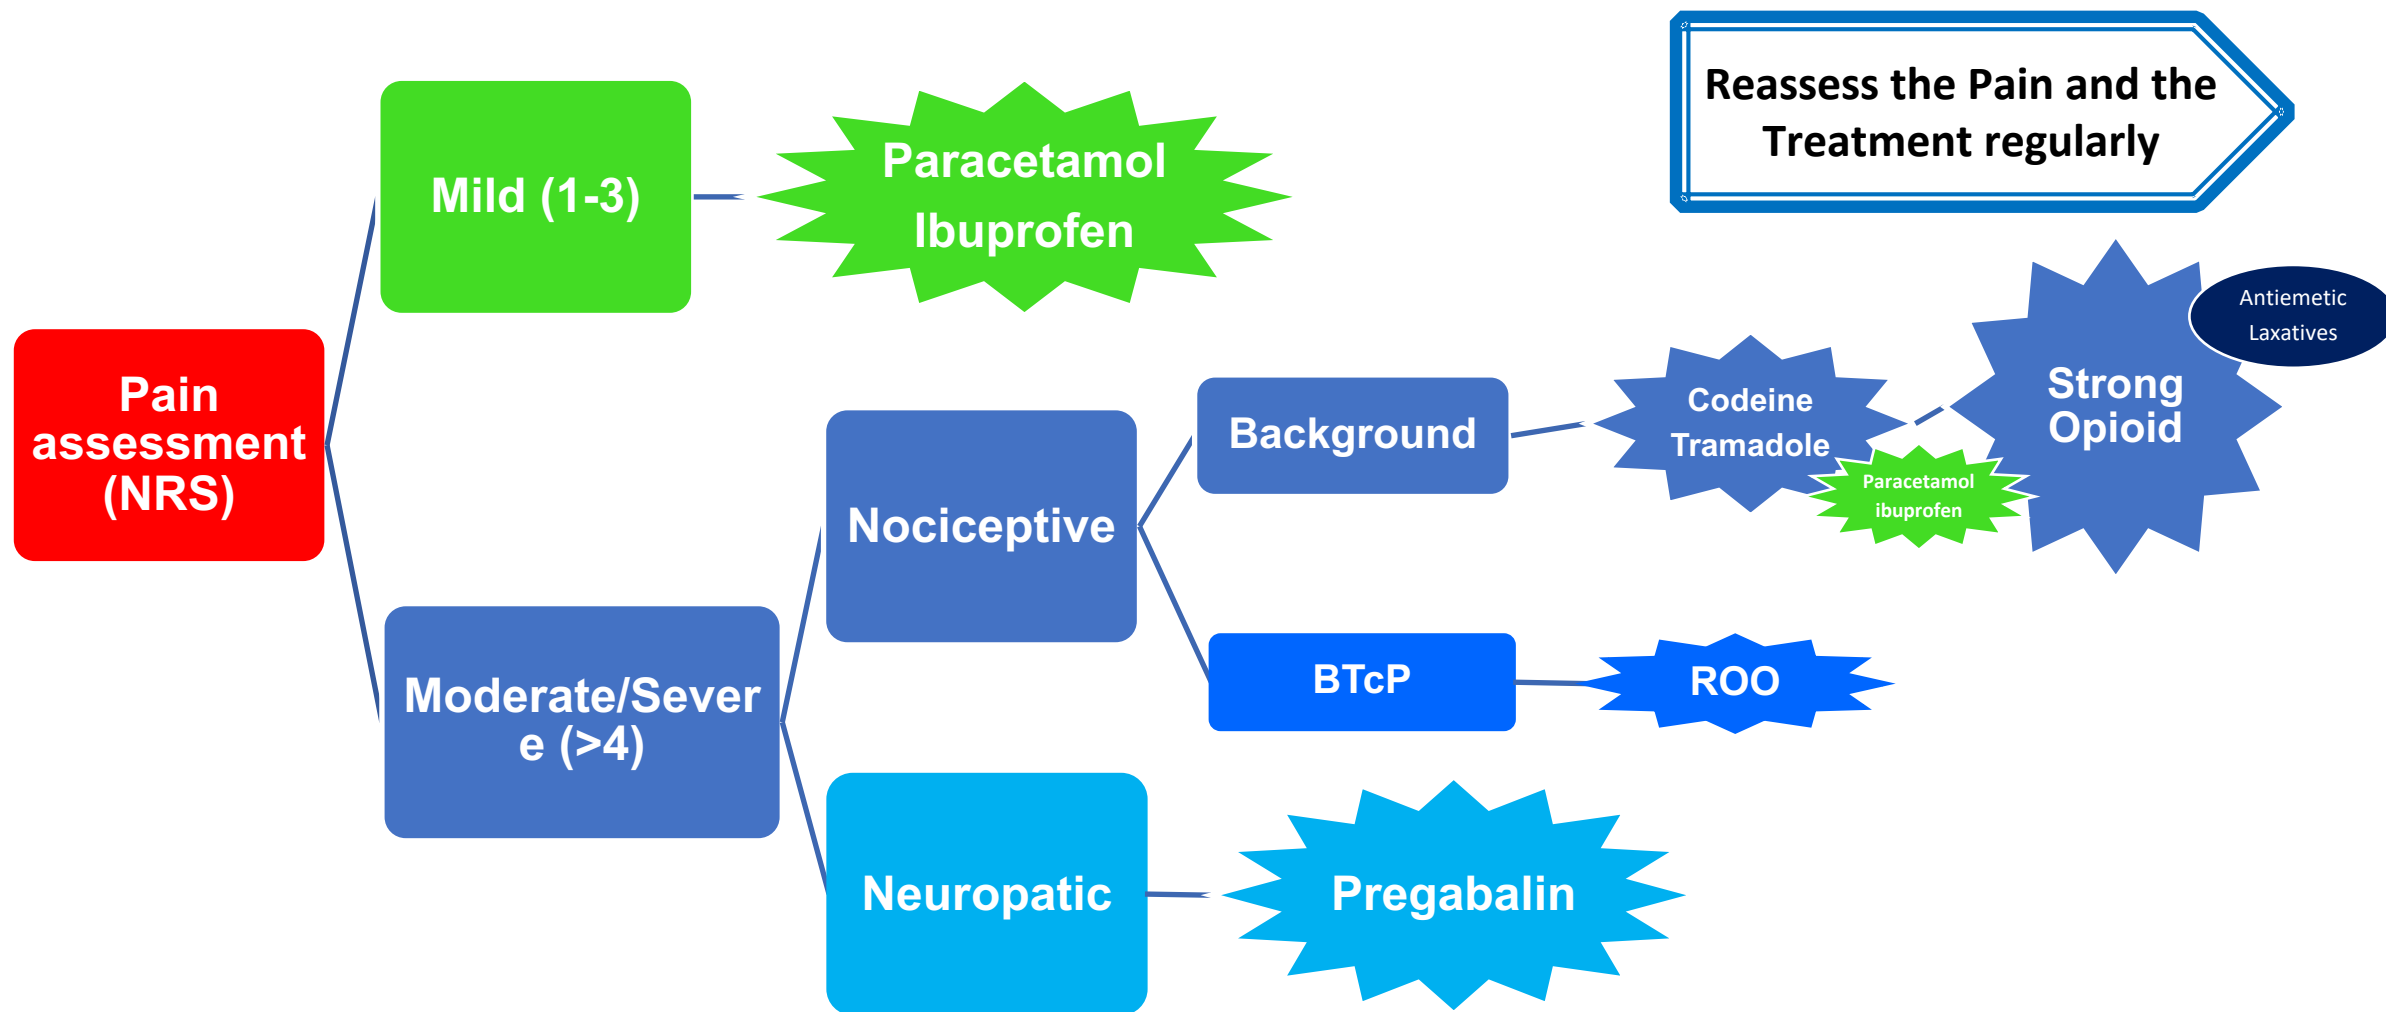 Reassess the Pain and the
Treatment regularly
Mild (1-3)
Paracetamol
Ibuprofen
Pain
assessment
(NRS)
Moderate/Sever
e (>4)
Nociceptive
Background
Codeine
Tramadole
Paracetamol
ibuprofen
Strong
Opioid
Antiemetic
Laxatives
BTcP
ROO
Neuropatic
Pregabalin